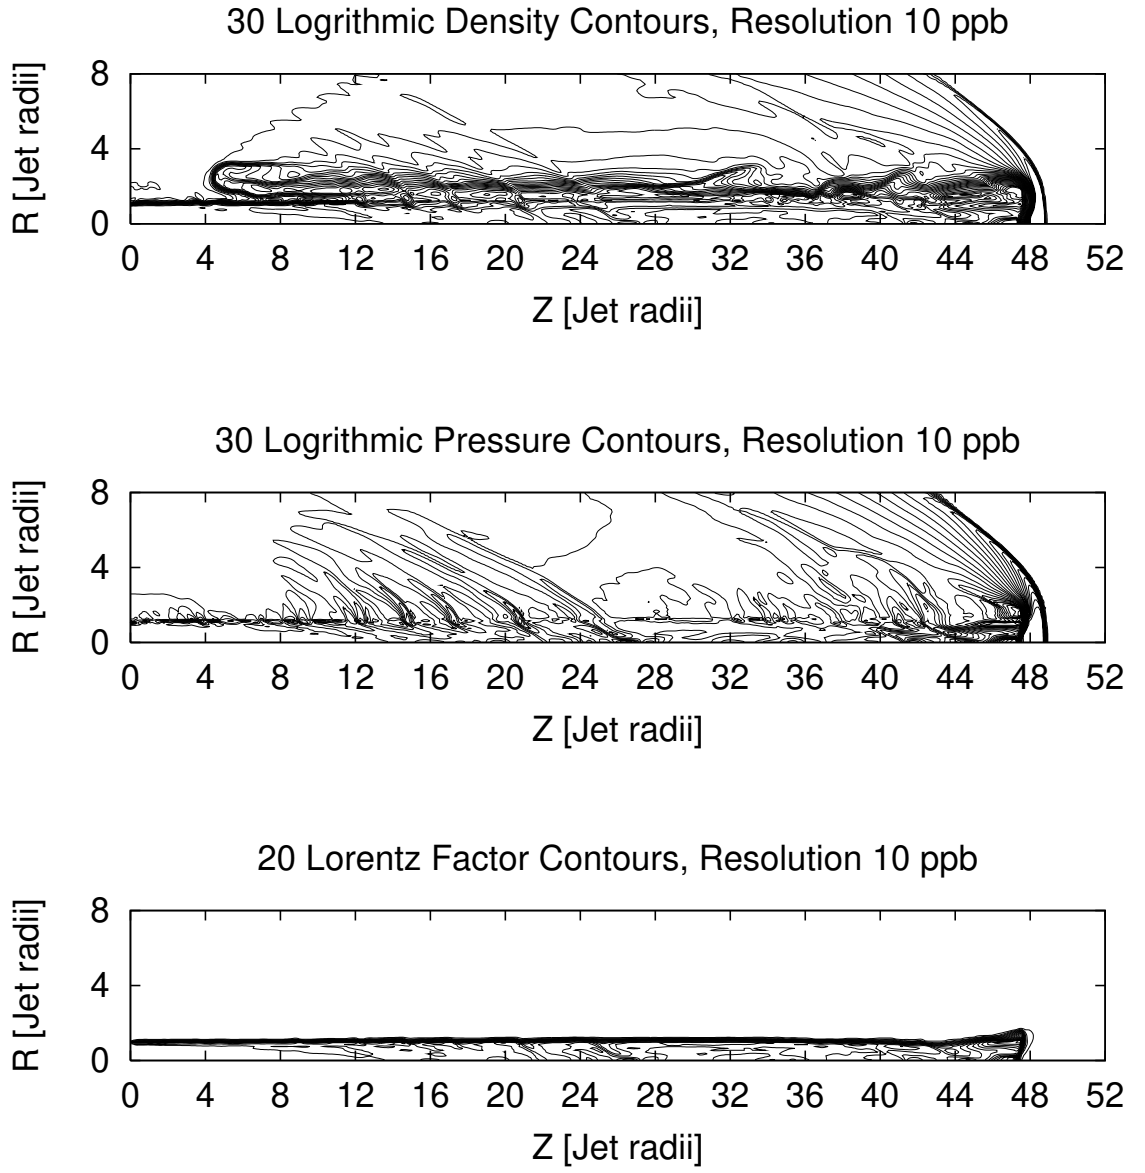 30 Logrithmic Density Contours, Resolution 10 ppb
R [Jet radii]
8
4
0
0 4 8 12 16 20 24 28 32 36 40 44 48 52
Z [Jet radii]
30 Logrithmic Pressure Contours, Resolution 10 ppb
R [Jet radii]
8
4
0
0 4 8 12 16 20 24 28 32 36 40 44 48 52
Z [Jet radii]
20 Lorentz Factor Contours, Resolution 10 ppb
R [Jet radii]
8
4
0
0 4 8 12 16 20 24 28 32 36 40 44 48 52
Z [Jet radii]